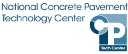 National Concrete Pavement
Technology Center
CP
Tech Center